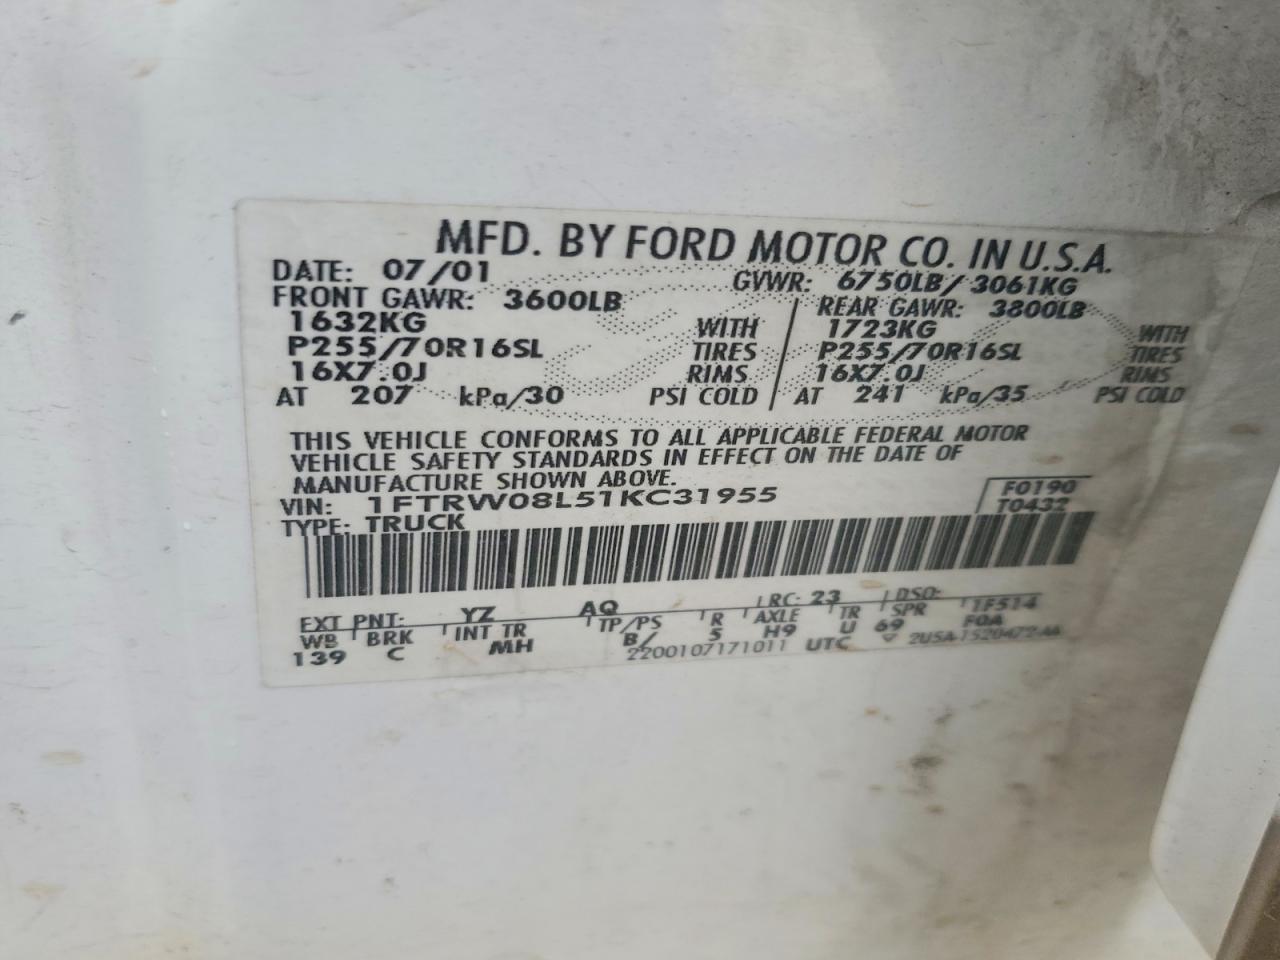 MFD. BY FORD MOTOR CO. IN U.S.A.
DATE: 07/01 GVWR: 6750LB/3061KG
FRONT GAWR: 3600LB REAR GAWR: 3800LB
1632KG WITH 1723KG WITH
P255/70R16SL TIRES P255/70R16SL TIRES
16X7.0J RIMS 16X7.0J RIMS
AT 207 kPa/30 PSI COLD AT 241 kPa/35 PSI COLD
THIS VEHICLE CONFORMS TO ALL APPLICABLE FEDERAL MOTOR
VEHICLE SAFETY STANDARDS IN EFFECT ON THE DATE OF
MANUFACTURE SHOWN ABOVE.
VIN: 1FTRW08L51KC31955 F0190
TYPE: TRUCK T0432
EXT PNT: YZ AQ RC: 23 DSO: 1F514
WB BRK INT TR TP/PS R AXLE TR SPR F0A
139 C MH B/ 5 H9 U 69
2200107171011 UTC 2U5A-1520472-AA